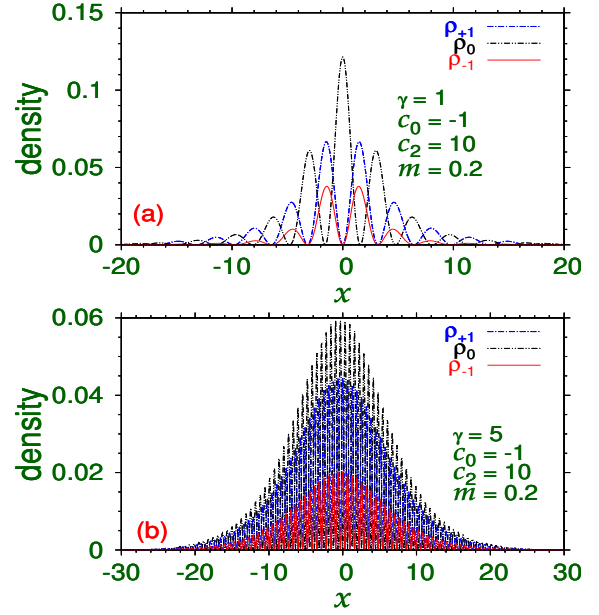 0.15
ρ+1
ρ0
ρ-1
0.1
density
γ = 1
c0 = -1
c2 = 10
m = 0.2
0.05
(a)
0
-20 -10 0 10 20
x
0.06
ρ+1
ρ0
ρ-1
0.04
density
γ = 5
c0 = -1
c2 = 10
m = 0.2
0.02
(b)
0
-30 -20 -10 0 10 20 30
x